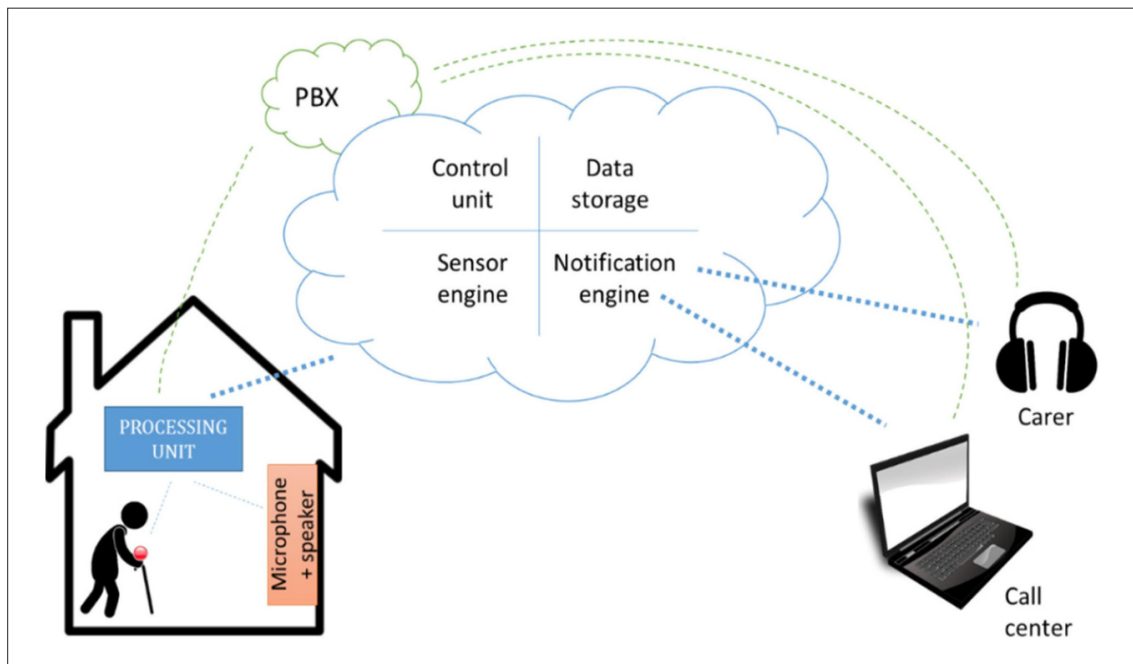 PBX
Control
unit
Data
storage
Sensor
engine
Notification
engine
PROCESSING
UNIT
Microphone
+ speaker
Carer
Call
center